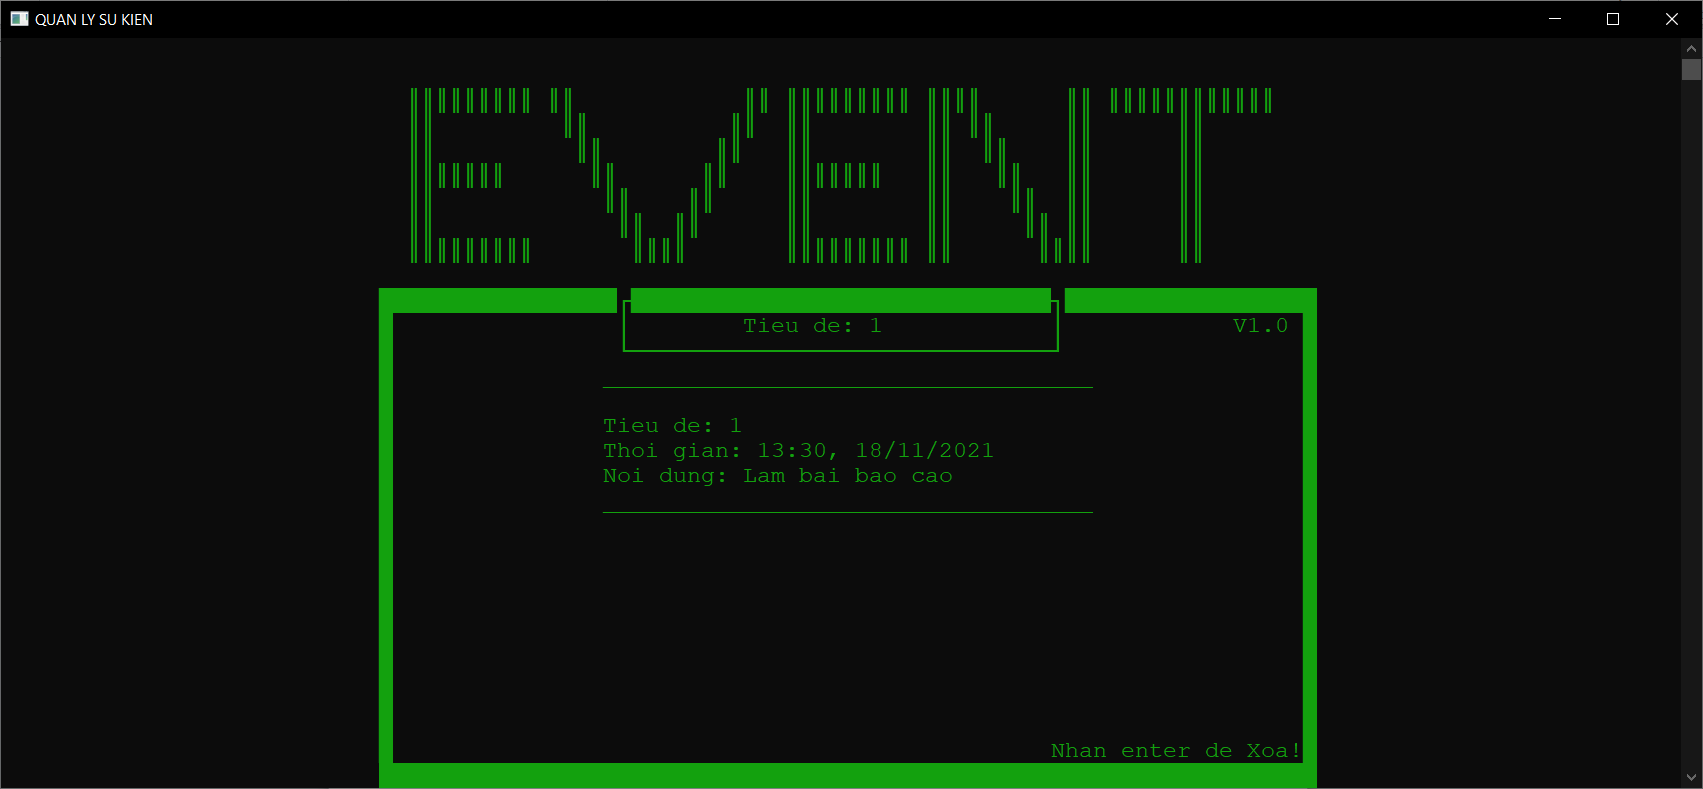 QUAN LY SU KIEN
EVENT
Tieu de: 1
V1.0
Tieu de: 1
Thoi gian: 13:30, 18/11/2021
Noi dung: Lam bai bao cao
Nhan enter de Xoa!